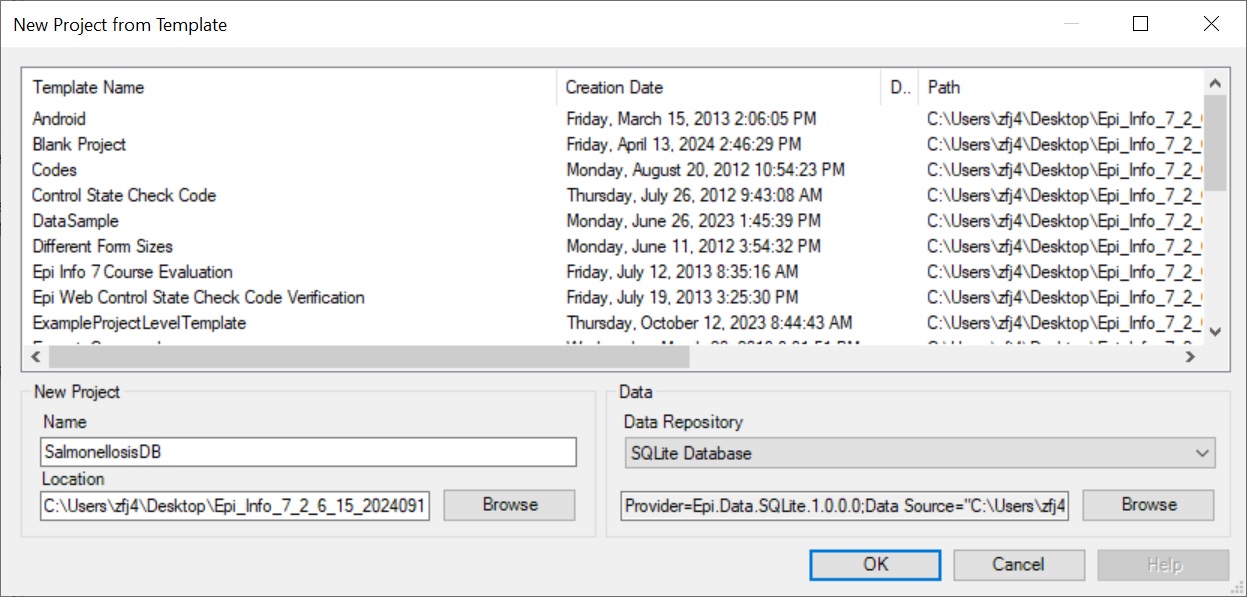 New Project from Template
Template Name Creation Date D.. Path
Android Friday, March 15, 2013 2:06:05 PM C:\Users\zfj4\Desktop\Epi_Info_7_2_
Blank Project Friday, April 13, 2024 2:46:29 PM C:\Users\zfj4\Desktop\Epi_Info_7_2_
Codes Monday, August 20, 2012 10:54:23 PM C:\Users\zfj4\Desktop\Epi_Info_7_2_
Control State Check Code Thursday, July 26, 2012 9:43:08 AM C:\Users\zfj4\Desktop\Epi_Info_7_2_
DataSample Monday, June 26, 2023 1:45:39 PM C:\Users\zfj4\Desktop\Epi_Info_7_2_
Different Form Sizes Monday, June 11, 2012 3:54:32 PM C:\Users\zfj4\Desktop\Epi_Info_7_2_
Epi Info 7 Course Evaluation Friday, July 12, 2013 8:35:16 AM C:\Users\zfj4\Desktop\Epi_Info_7_2_
Epi Web Control State Check Code Verification Friday, July 19, 2013 3:25:30 PM C:\Users\zfj4\Desktop\Epi_Info_7_2_
ExampleProjectLevelTemplate Thursday, October 12, 2023 8:44:43 AM C:\Users\zfj4\Desktop\Epi_Info_7_2_
New Project
Name
SalmonellosisDB
Location
C:\Users\zfj4\Desktop\Epi_Info_7_2_6_15_2024091
Browse
Data
Data Repository
SQLite Database
Provider=Epi.Data.SQLite.1.0.0.0;Data Source="C:\Users\zfj4
Browse
OK Cancel Help